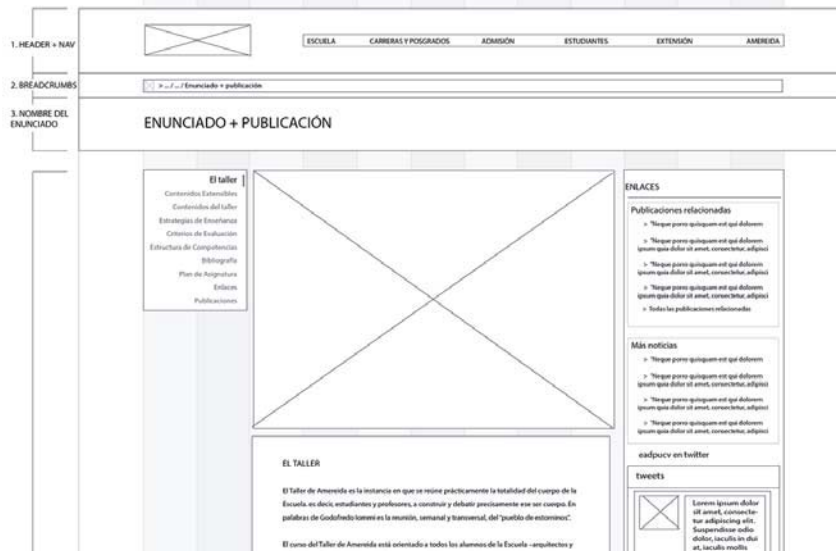 1. HEADER + NAV
ESCUELA CARRERAS Y POSGRADOS ADMISIÓN ESTUDIANTES EXTENSIÓN AMEREIDA
2. BREADCRUMBS
> .../ .../ Enunciado + publicación
3. NOMBRE DEL
ENUNCIADO
ENUNCIADO + PUBLICACIÓN
El taller
Contenidos Extensibles
Contenidos del taller
Estrategias de Enseñanza
Criterios de Evaluación
Estructura de Competencias
Bibliografía
Plan de Asignatura
Enlaces
Publicaciones
EL TALLER
El Taller de Amereida es la instancia en que se reúne prácticamente la totalidad del cuerpo de la
Escuela, es decir, estudiantes y profesores, a construir y debatir precisamente ese ser cuerpo. En
palabras de Godofredo Iommi es la reunión, semanal y transversal, del "pueblo de estorninos".
El curso del Taller de Amereida está orientado a todos los alumnos de la Escuela –arquitectos y
ENLACES
Publicaciones relacionadas
> "Neque porro quisquam est qui dolorem
> "Neque porro quisquam est qui dolorem
ipsum quia dolor sit amet, consectetur, adipisci
> "Neque porro quisquam est qui dolorem
ipsum quia dolor sit amet, consectetur, adipisci
> "Neque porro quisquam est qui dolorem
ipsum quia dolor sit amet, consectetur, adipisci
> Todas las publicaciones relacionadas
Más noticias
> "Neque porro quisquam est qui dolorem
> "Neque porro quisquam est qui dolorem
ipsum quia dolor sit amet, consectetur, adipisci
> "Neque porro quisquam est qui dolorem
ipsum quia dolor sit amet, consectetur, adipisci
> "Neque porro quisquam est qui dolorem
ipsum quia dolor sit amet, consectetur, adipisci
eadpucv en twitter
tweets
Lorem ipsum dolor
sit amet, consecte-
tur adipiscing elit.
Suspendisse odio
dolor, iaculis in dui
at, iaculis mollis